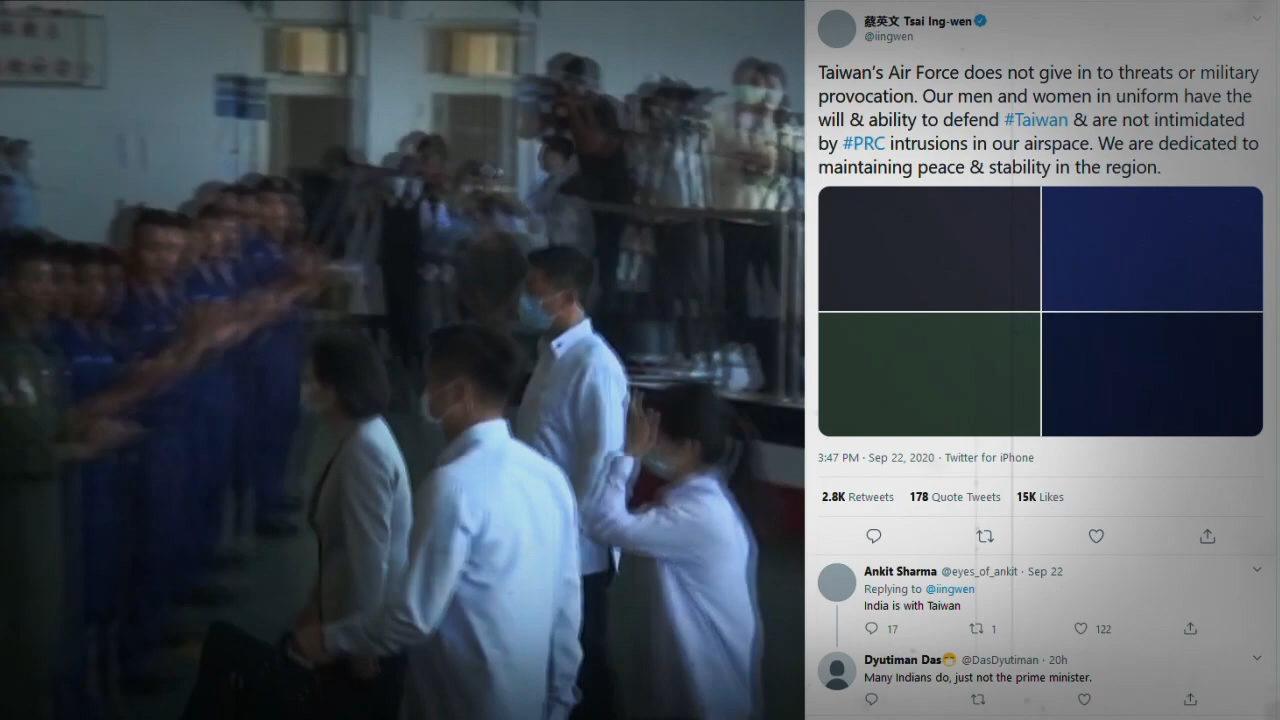 蔡英文 Tsai Ing-wen
@iingwen
Taiwan's Air Force does not give in to threats or military
provocation. Our men and women in uniform have the
will & ability to defend #Taiwan & are not intimidated
by #PRC intrusions in our airspace. We are dedicated to
maintaining peace & stability in the region.
3:47 PM · Sep 22, 2020 · Twitter for iPhone
2.8K Retweets 178 Quote Tweets 15K Likes
Ankit Sharma @eyes_of_ankit · Sep 22
Replying to @iingwen
India is with Taiwan
17 1 122
Dyutiman Das😷 @DasDyutiman · 20h
Many Indians do, just not the prime minister.